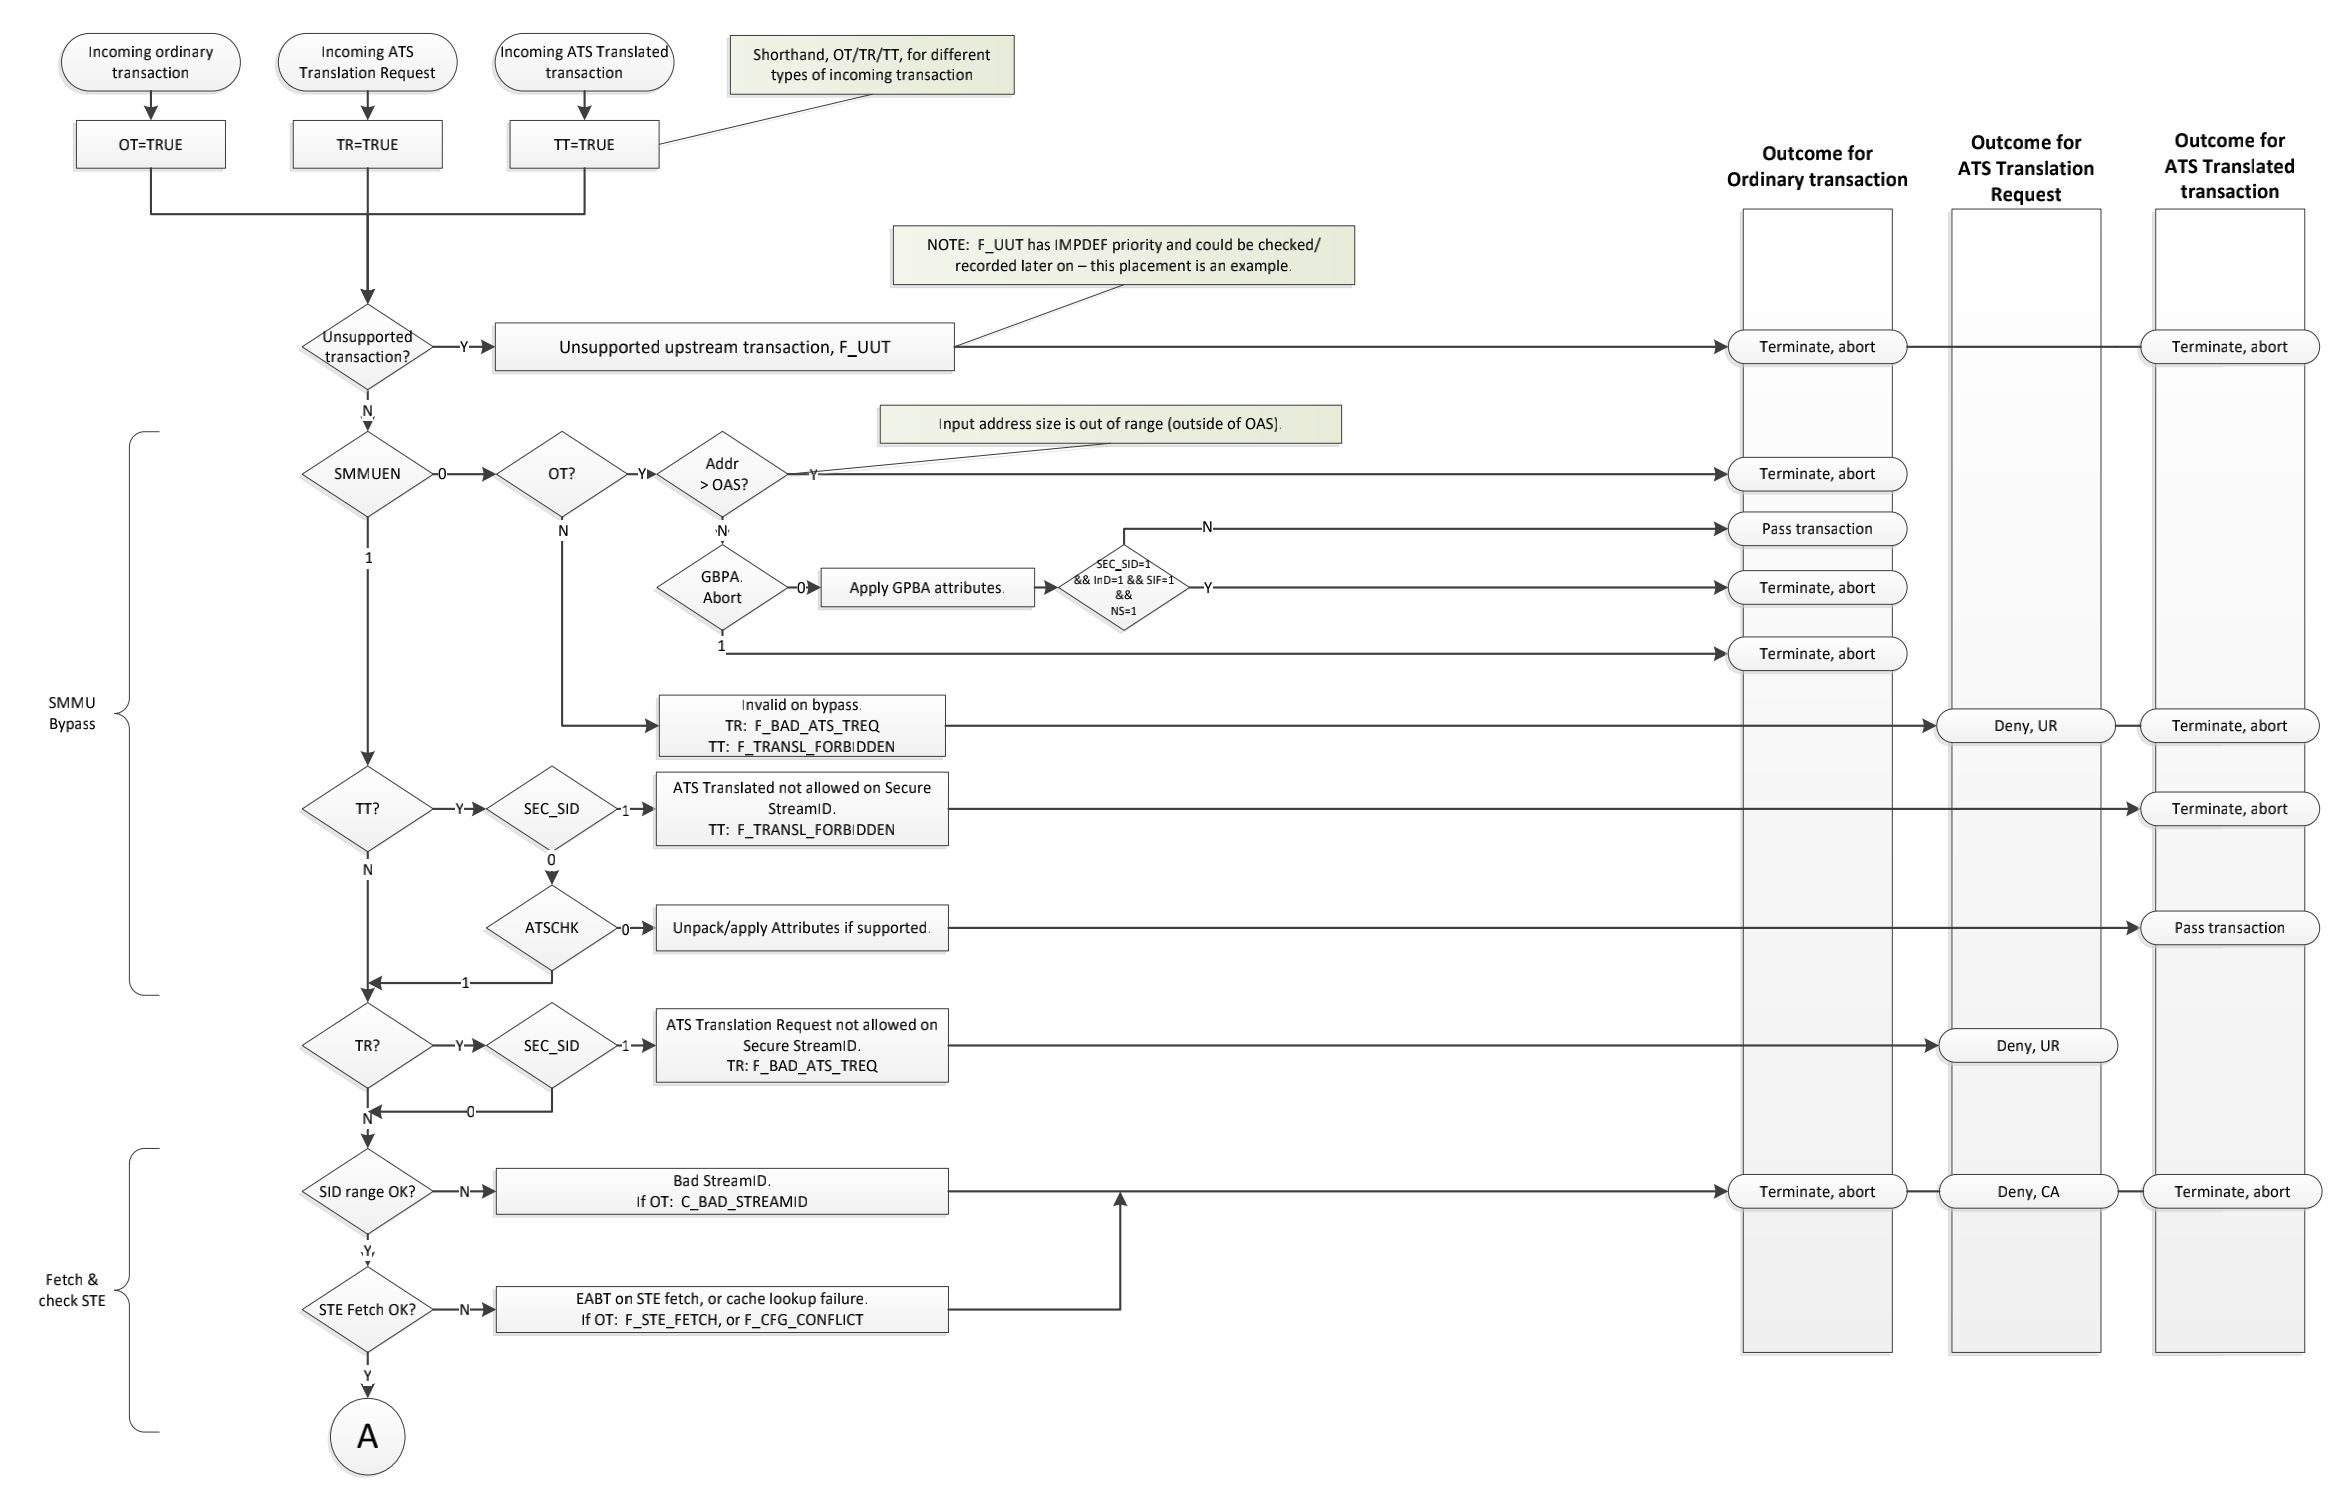 Incoming ordinary
transaction
Incoming ATS
Translation Request
Incoming ATS Translated
transaction
Shorthand, OT/TR/TT, for different
types of incoming transaction
OT=TRUE
TR=TRUE
TT=TRUE
Outcome for
Ordinary transaction
Outcome for
ATS Translation
Request
Outcome for
ATS Translated
transaction
NOTE: F_UUT has IMPDEF priority and could be checked/
recorded later on – this placement is an example.
Unsupported
transaction?
Y
Unsupported upstream transaction, F_UUT
Terminate, abort
Terminate, abort
N
Input address size is out of range (outside of OAS).
SMMUEN
0
OT?
Y
Addr
> OAS?
Y
Terminate, abort
N
N
N
Pass transaction
1
GBPA.
Abort
0
Apply GPBA attributes.
SEC_SID=1
&& InD=1 && SIF=1
&&
NS=1
Y
Terminate, abort
1
Terminate, abort
SMMU
Bypass
Invalid on bypass.
TR: F_BAD_ATS_TREQ
TT: F_TRANSL_FORBIDDEN
Deny, UR
Terminate, abort
TT?
Y
SEC_SID
1
ATS Translated not allowed on Secure
StreamID.
TT: F_TRANSL_FORBIDDEN
Terminate, abort
N
0
ATSCHK
0
Unpack/apply Attributes if supported.
Pass transaction
1
TR?
Y
SEC_SID
1
ATS Translation Request not allowed on
Secure StreamID.
TR: F_BAD_ATS_TREQ
Deny, UR
N
0
SID range OK?
N
Bad StreamID.
If OT: C_BAD_STREAMID
Terminate, abort
Deny, CA
Terminate, abort
Y
Fetch &
check STE
STE Fetch OK?
N
EABT on STE fetch, or cache lookup failure.
If OT: F_STE_FETCH, or F_CFG_CONFLICT
Y
A